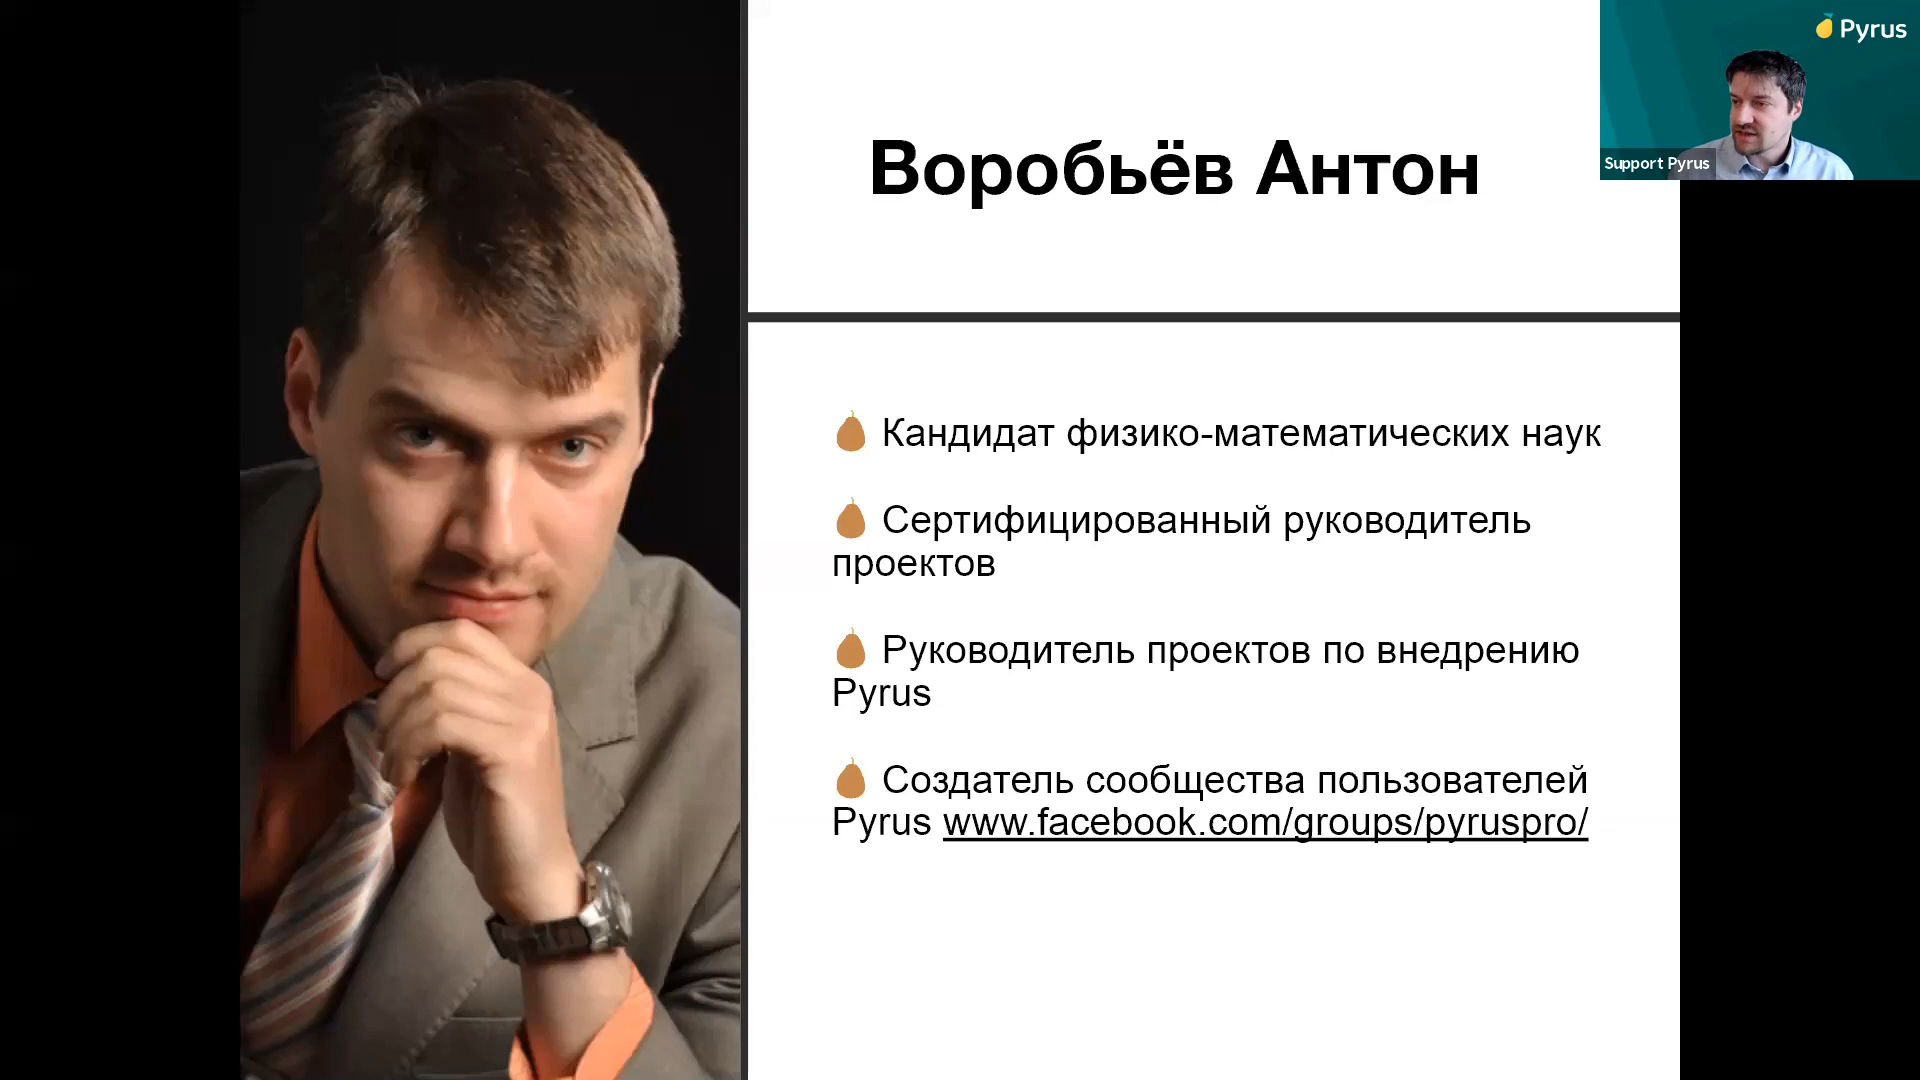 Воробьёв Антон
Кандидат физико-математических наук
Сертифицированный руководитель
проектов
Руководитель проектов по внедрению
Pyrus
Создатель сообщества пользователей
Pyrus www.facebook.com/groups/pyruspro/
Pyrus
Support Pyrus